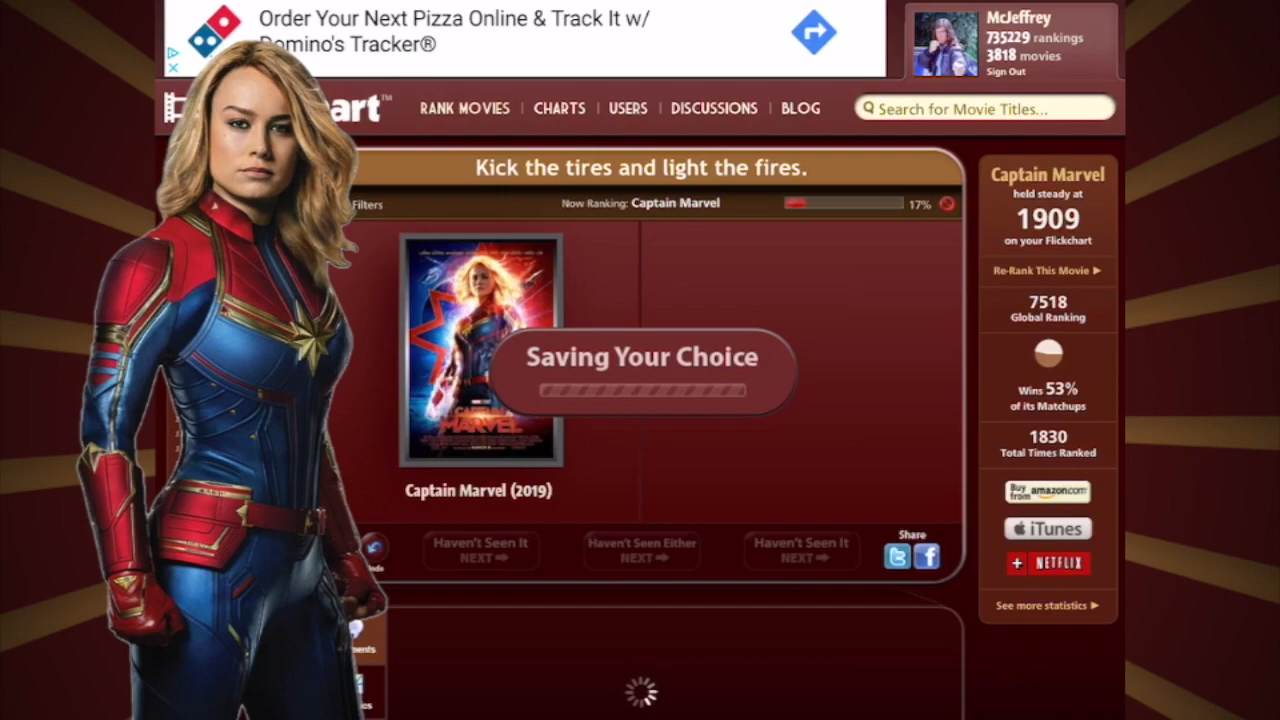 Order Your Next Pizza Online & Track It w/
Domino's Tracker®
McJeffrey
735229 rankings
3818 movies
Sign Out
art™
RANK MOVIES
CHARTS
USERS
DISCUSSIONS
BLOG
Search for Movie Titles...
Kick the tires and light the fires.
Filters
Now Ranking: Captain Marvel
17%
Saving Your Choice
CAPTAIN
MARVEL
Captain Marvel (2019)
Haven't Seen It
NEXT
Haven't Seen Either
NEXT
Haven't Seen It
NEXT
Share
Captain Marvel
held steady at
1909
on your Flickchart
Re-Rank This Movie
7518
Global Ranking
Wins 53%
of its Matchups
1830
Total Times Ranked
Buy from amazon.com
iTunes
+ NETFLIX
See more statistics
ments